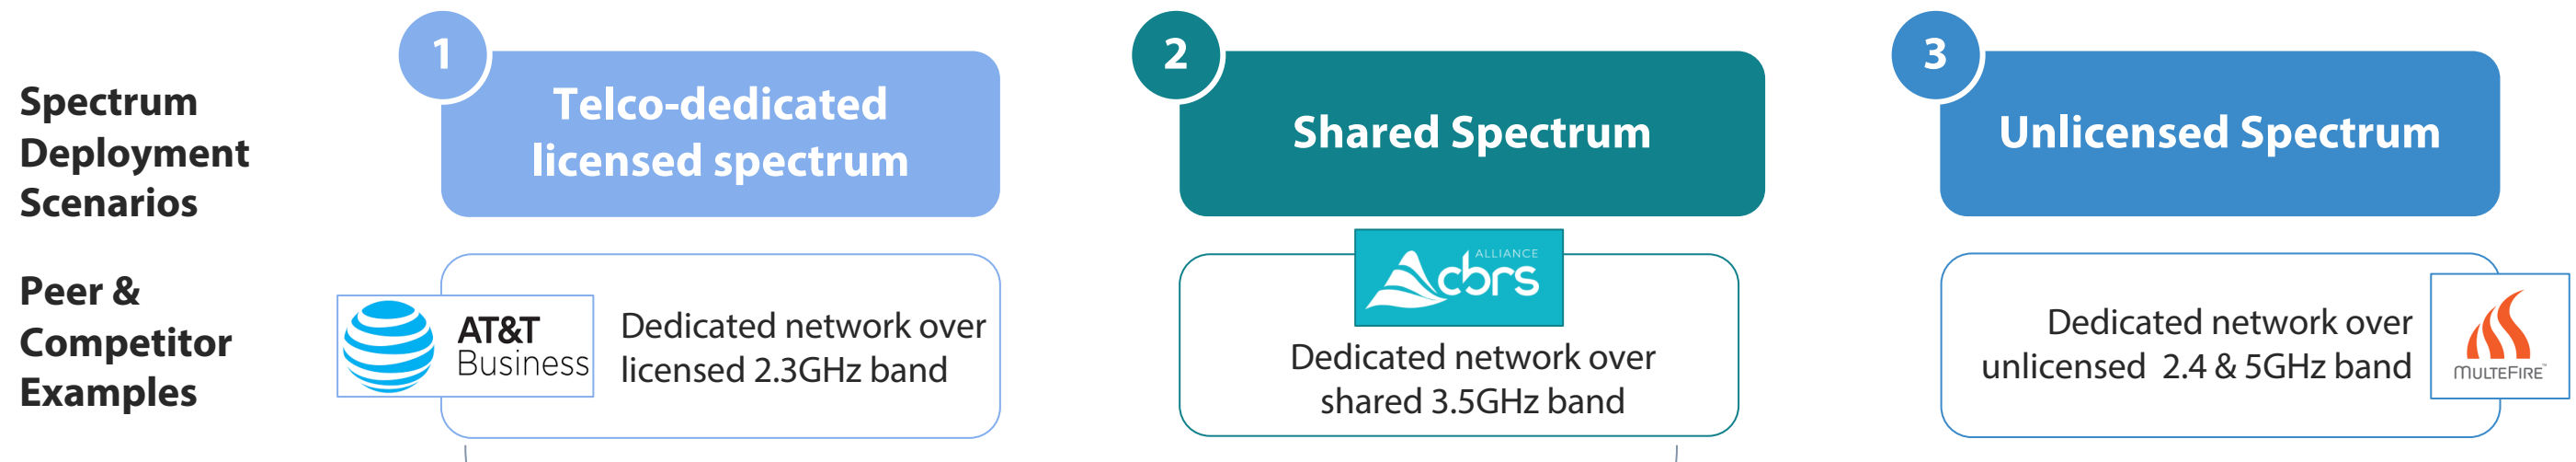 1
2
3
Spectrum
Deployment
Scenarios
Telco-dedicated
licensed spectrum
Shared Spectrum
Unlicensed Spectrum
Peer &
Competitor
Examples
AT&T
Business
Dedicated network over
licensed 2.3GHz band
ALLIANCE
cbrs
Dedicated network over
shared 3.5GHz band
Dedicated network over
unlicensed 2.4 & 5GHz band
MULTEFIRE™